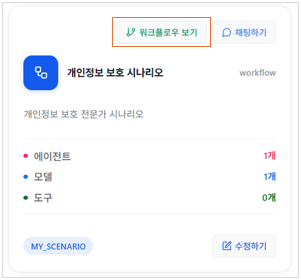 워크플로우 보기
채팅하기
개인정보 보호 시나리오
workflow
개인정보 보호 전문가 시나리오
에이전트 1개
모델 1개
도구 0개
MY_SCENARIO
수정하기